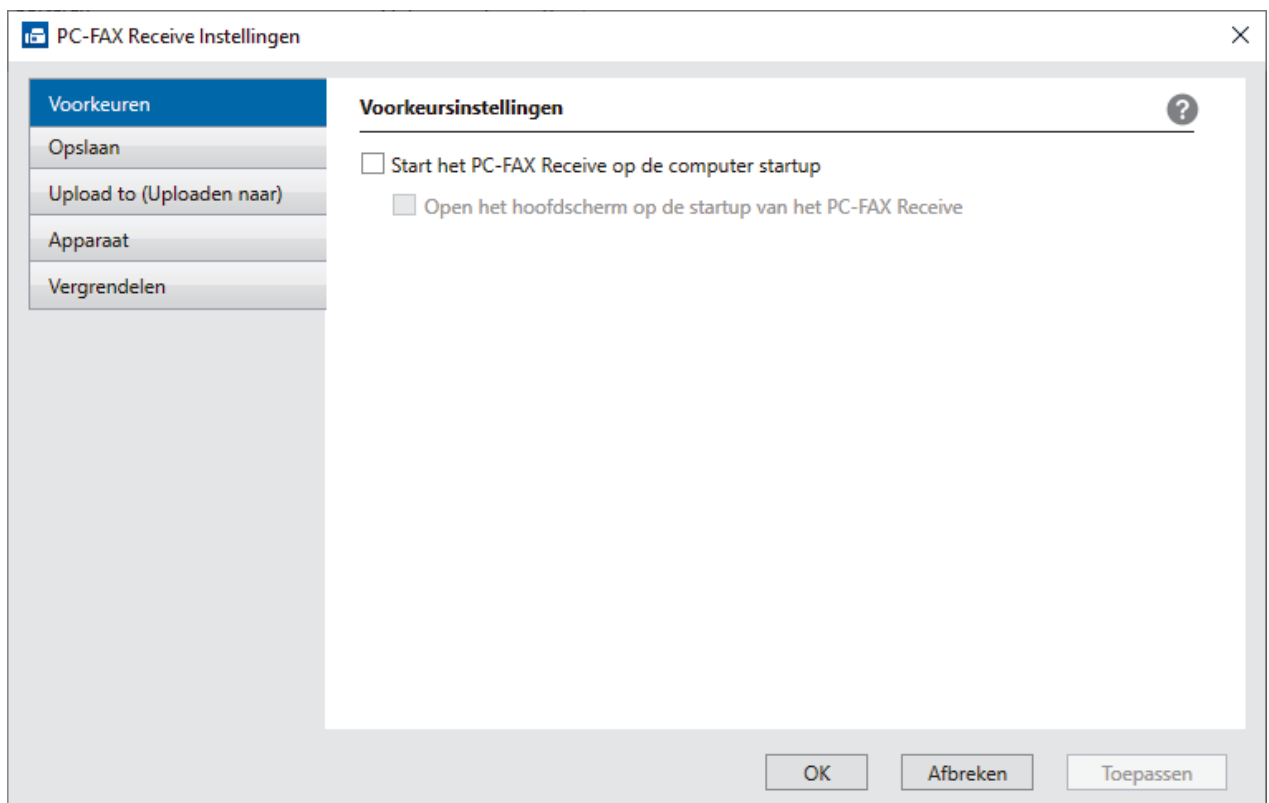 PC-FAX Receive Instellingen
Voorkeuren
Opslaan
Upload to (Uploaden naar)
Apparaat
Vergrendelen
Voorkeursinstellingen
?
Start het PC-FAX Receive op de computer startup
Open het hoofdscherm op de startup van het PC-FAX Receive
OK
Afbreken
Toepassen